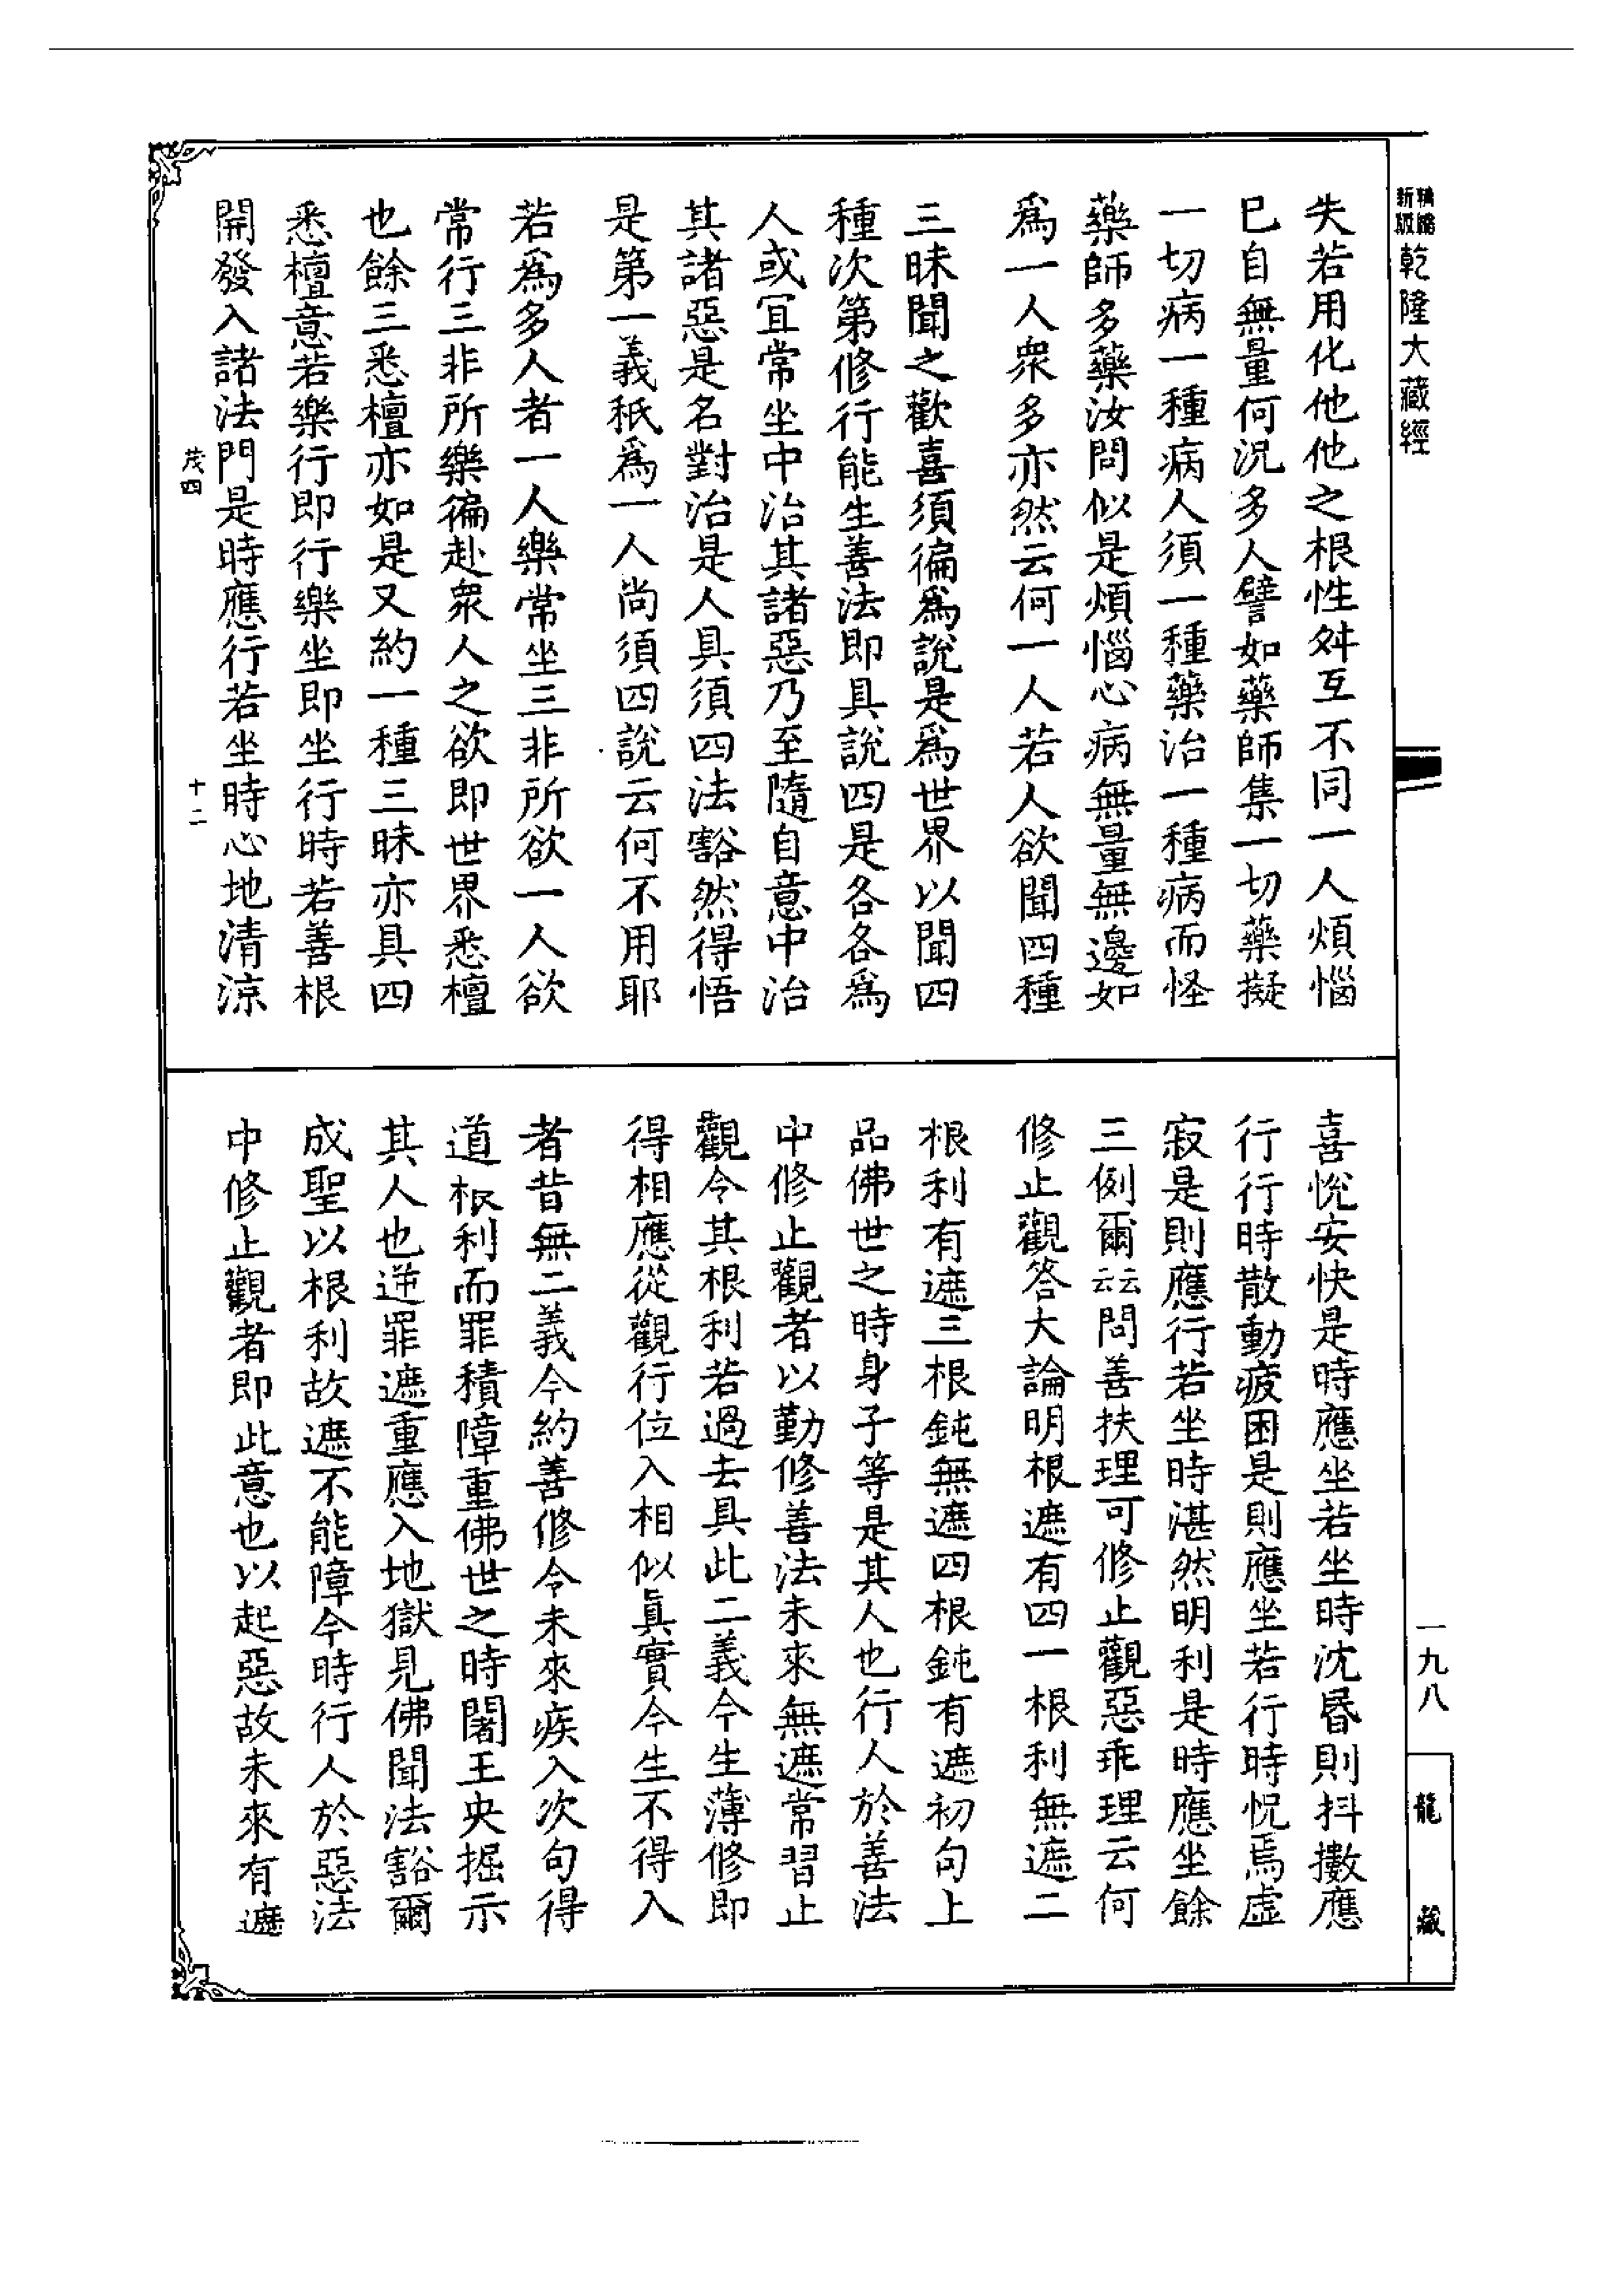 新版精縮乾隆大藏經
一九八
龍藏
失若用化他他之根性舛互不同一人煩惱
巳自無量何況多人譬如藥師集一切藥擬
一切病一種病人須一種藥治一種病而怪
藥師多藥汝問似是煩惱心病無量無邊如
爲一人衆多亦然云何一人若人欲聞四種
三昧聞之歡喜須徧爲說是爲世界以聞四
種次第修行能生善法即具說四是各各爲
人或宜常坐中治其諸惡乃至隨自意中治
其諸惡是名對治是人具須四法豁然得悟
是第一義秖爲一人尚須四說云何不用耶
若爲多人者一人樂常坐三非所欲一人欲
常行三非所樂徧赴衆人之欲即世界悉檀
也餘三悉檀亦如是又約一種三昧亦具四
悉檀意若樂行即行樂坐即坐行時若善根
開發入諸法門是時應行若坐時心地清涼
茂四
十二
喜悅安快是時應坐若坐時沈昬則抖擻應
行行時散動疲困是則應坐若行時怳焉虛
寂是則應行若坐時湛然明利是時應坐餘
三例爾云云問善扶理可修止觀惡乖理云何
修止觀答大論明根遮有四一根利無遮二
根利有遮三根鈍無遮四根鈍有遮初句上
品佛世之時身子等是其人也行人於善法
中修止觀者以勤修善法未來無遮常習止
觀令其根利若過去具此二義今生薄修即
得相應從觀行位入相似眞實今生不得入
者昔無二義今約善修令未來疾入次句得
道根利而罪積障重佛世之時闍王央掘示
其人也逆罪遮重應入地獄見佛聞法豁爾
成聖以根利故遮不能障今時行人於惡法
中修止觀者即此意也以起惡故未來有遮